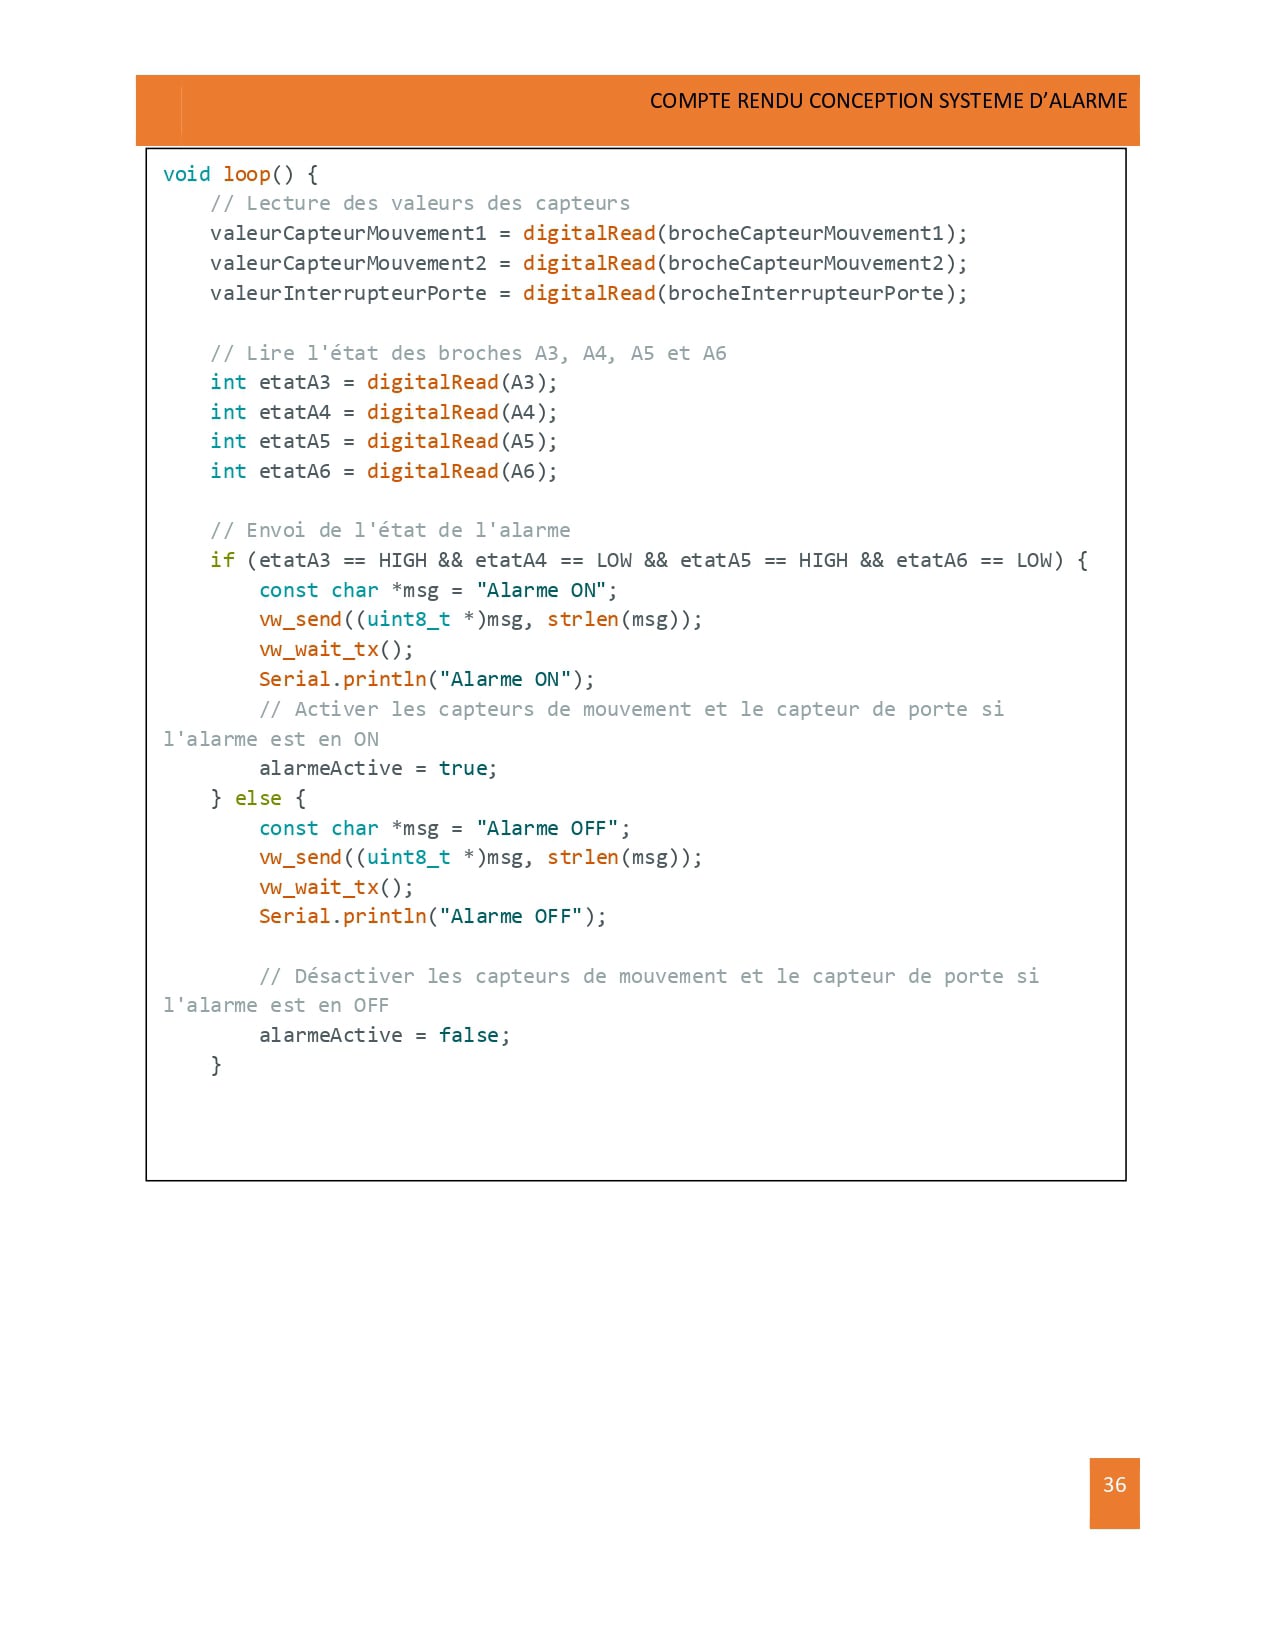 COMPTE RENDU CONCEPTION SYSTEME D’ALARME
void loop() {
    // Lecture des valeurs des capteurs
    valeurCapteurMouvement1 = digitalRead(brocheCapteurMouvement1);
    valeurCapteurMouvement2 = digitalRead(brocheCapteurMouvement2);
    valeurInterrupteurPorte = digitalRead(brocheInterrupteurPorte);

    // Lire l'état des broches A3, A4, A5 et A6
    int etatA3 = digitalRead(A3);
    int etatA4 = digitalRead(A4);
    int etatA5 = digitalRead(A5);
    int etatA6 = digitalRead(A6);

    // Envoi de l'état de l'alarme
    if (etatA3 == HIGH && etatA4 == LOW && etatA5 == HIGH && etatA6 == LOW) {
        const char *msg = "Alarme ON";
        vw_send((uint8_t *)msg, strlen(msg));
        vw_wait_tx();
        Serial.println("Alarme ON");
        // Activer les capteurs de mouvement et le capteur de porte si
l'alarme est en ON
        alarmeActive = true;
    } else {
        const char *msg = "Alarme OFF";
        vw_send((uint8_t *)msg, strlen(msg));
        vw_wait_tx();
        Serial.println("Alarme OFF");

        // Désactiver les capteurs de mouvement et le capteur de porte si
l'alarme est en OFF
        alarmeActive = false;
    }
36